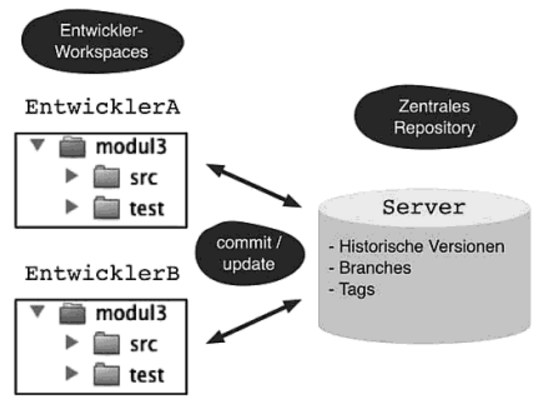 Entwickler-
Workspaces
EntwicklerA
modul3
src
test
Zentrales
Repository
Server
- Historische Versionen
- Branches
- Tags
commit /
update
EntwicklerB
modul3
src
test